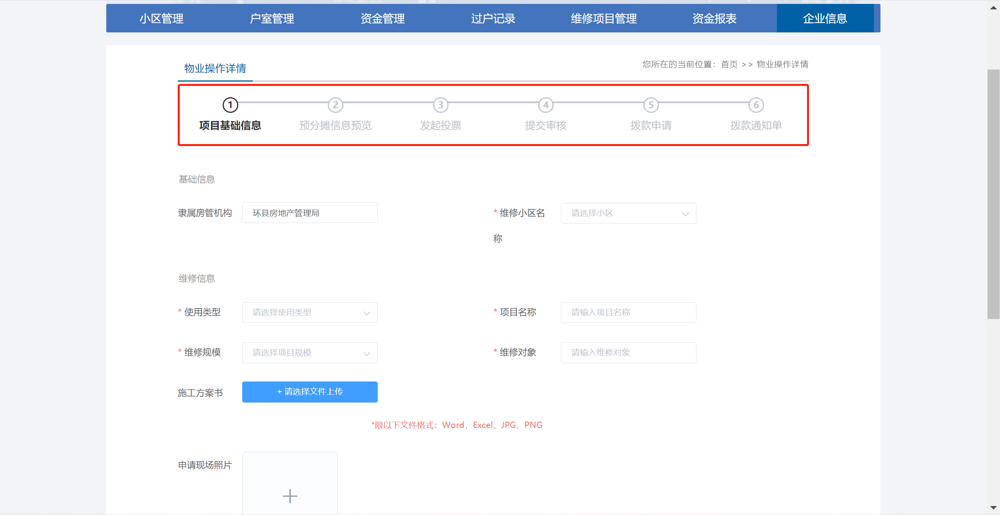 小区管理 户室管理 资金管理 过户记录 维修项目管理 资金报表 企业信息
物业操作详情 您所在的当前位置：首页 >> 物业操作详情
1 2 3 4 5 6
项目基础信息 预分摊信息预览 发起投票 提交审核 拨款申请 拨款通知单
基础信息
隶属房管机构 环县房地产管理局 * 维修小区名 请选择小区
称
维修信息
* 使用类型 请选择使用类型 * 项目名称 请输入项目名称
* 维修规模 请选择项目规模 * 维修对象 请输入维修对象
施工方案书 + 请选择文件上传
*限以下文件格式：Word，Excel，JPG，PNG
申请现场照片